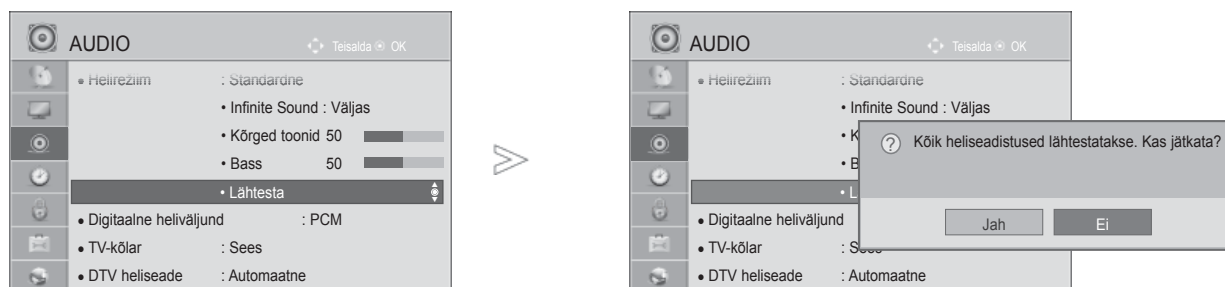 AUDIO
Teisalda OK
• Helirežiim : Standardne
• Infinite Sound : Väljas
• Kõrged toonid 50
• Bass 50
• Lähtesta
• Digitaalne heliväljund : PCM
• TV-kõlar : Sees
• DTV heliseade : Automaatne
AUDIO
Teisalda OK
• Helirežiim : Standardne
• Infinite Sound : Väljas
• K
• B
• L
• Digitaalne heliväljund
• TV-kõlar : Sees
• DTV heliseade : Automaatne
Kõik heliseadistused lähtestatakse. Kas jätkata?
Jah Ei